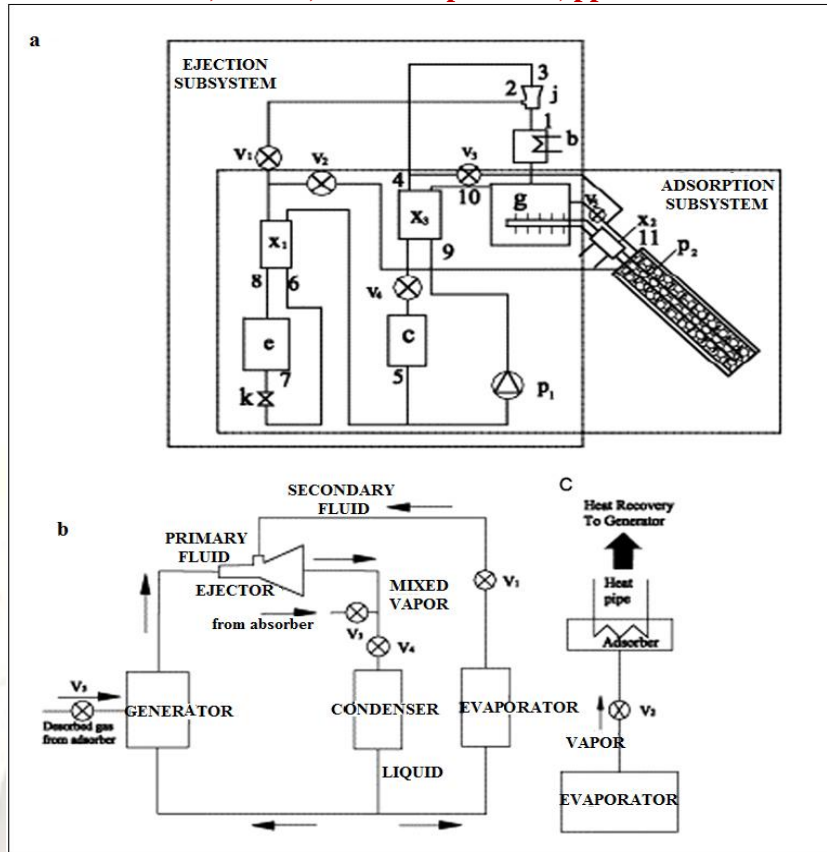 a
EJECTION
SUBSYSTEM
3
2
j
1
b
V₁
V₂
V₃
4
10
g
ADSORPTION
SUBSYSTEM
X₁
X₃
X₂
11
P₂
9
8
6
V₄
e
c
7
5
k
P₁
b
SECONDARY
FLUID
PRIMARY
FLUID
EJECTOR
MIXED
VAPOR
V₁
from absorber
V₃
V₄
V₅
GENERATOR
CONDENSER
EVAPORATOR
Desorbed gas
from adsorber
LIQUID
C
Heat Recovery
To Generator
Heat
pipe
Adsorber
V₂
VAPOR
EVAPORATOR